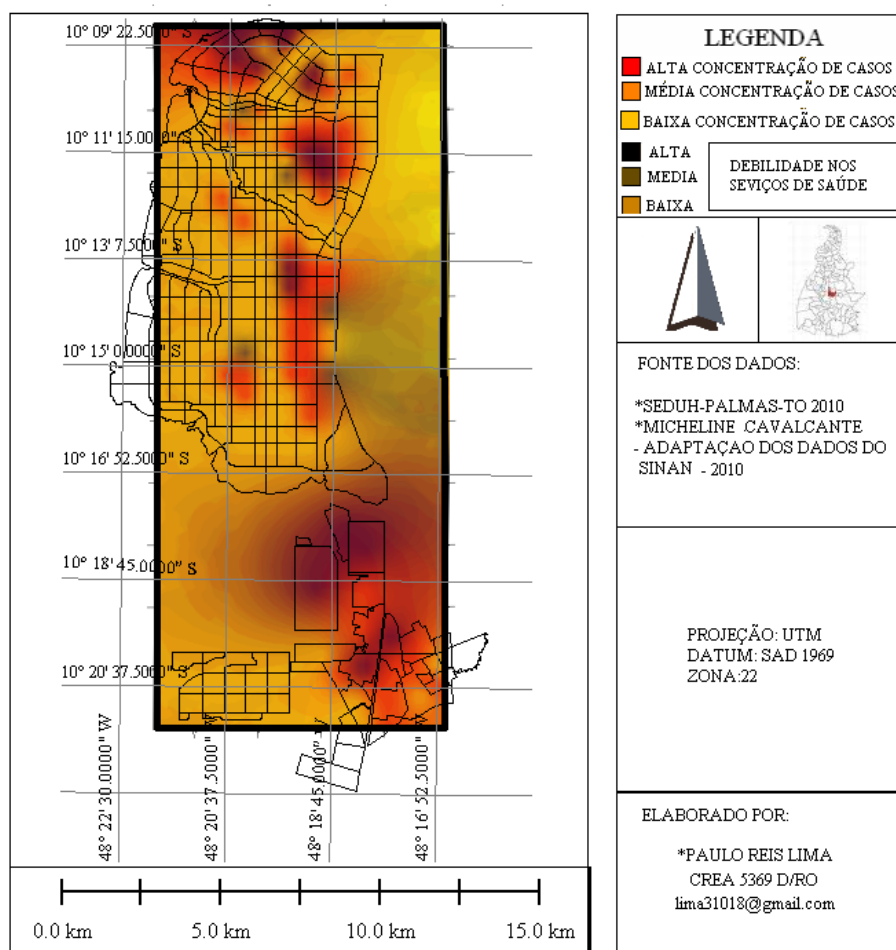 10° 09' 22.5000" S
10° 11' 15.0000" S
10° 13' 7.5000" S
10° 15' 0.0000" S
10° 16' 52.5000" S
10° 18' 45.0000" S
10° 20' 37.5000" S
48° 22' 30.0000" W
48° 20' 37.5000" W
48° 18' 45.0000" W
48° 16' 52.5000" W
0.0 km
5.0 km
10.0 km
15.0 km
LEGENDA
ALTA CONCENTRAÇÃO DE CASOS
MÉDIA CONCENTRAÇÃO DE CASOS
BAIXA CONCENTRAÇÃO DE CASOS
ALTA
MEDIA
BAIXA
DEBILIDADE NOS
SEVIÇOS DE SAÚDE
FONTE DOS DADOS:
*SEDUH-PALMAS-TO 2010
*MICHELINE CAVALCANTE
- ADAPTAÇAO DOS DADOS DO
SINAN - 2010
PROJEÇÃO: UTM
DATUM: SAD 1969
ZONA:22
ELABORADO POR:
*PAULO REIS LIMA
CREA 5369 D/RO
lima31018@gmail.com